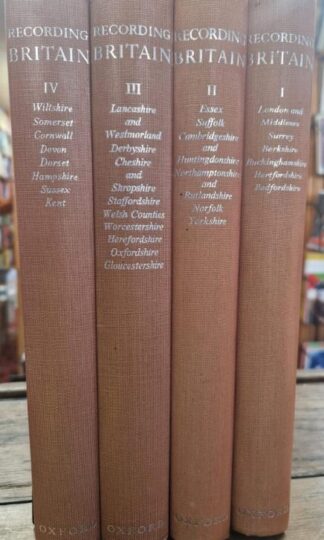 RECORDING
BRITAIN
IV
Wiltshire
Somerset
Cornwall
Devon
Dorset
Hampshire
Sussex
Kent
OXFORD
RECORDING
BRITAIN
III
Lancashire
and
Westmorland
Derbyshire
Cheshire
and
Shropshire
Staffordshire
Welsh Counties
Worcestershire
Herefordshire
Oxfordshire
Gloucestershire
OXFORD
RECORDING
BRITAIN
II
Essex
Suffolk
Cambridgeshire
and
Huntingdonshire
Northamptonshire
and
Rutlandshire
Norfolk
Yorkshire
OXFORD
RECORDING
BRITAIN
I
London and
Middlesex
Surrey
Berkshire
Buckinghamshire
Hertfordshire
Bedfordshire
OXFORD